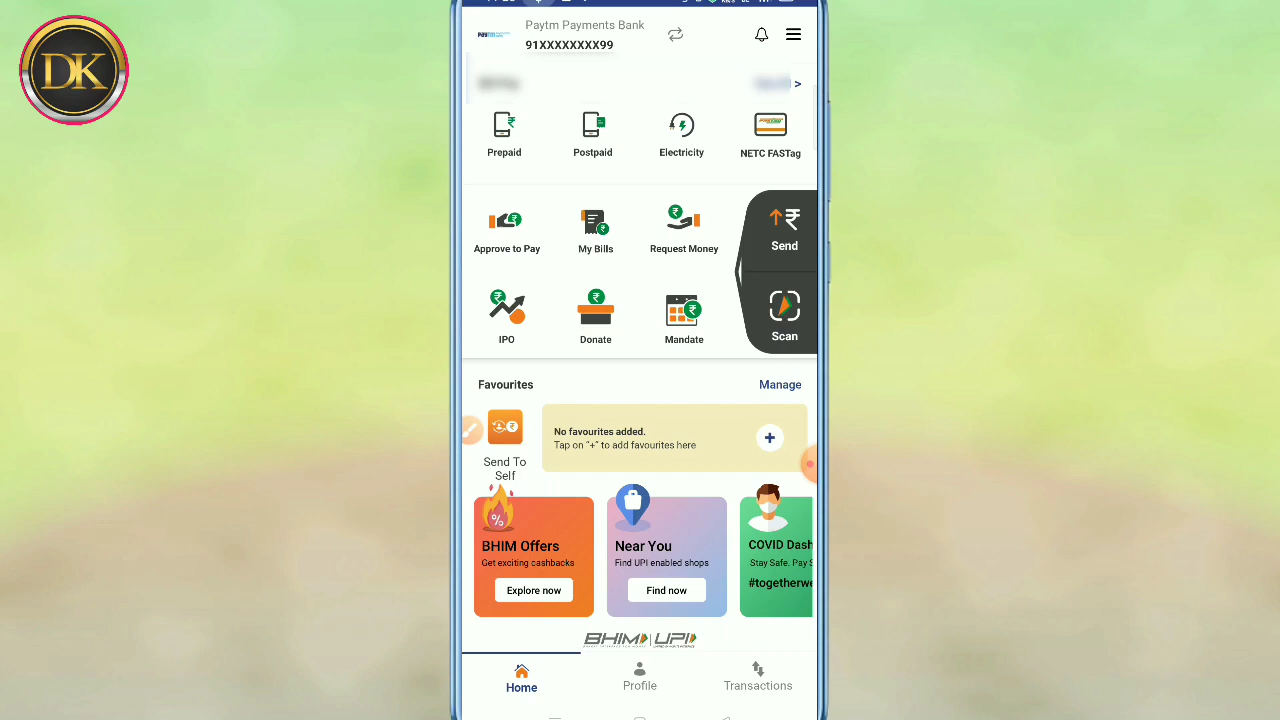 DK
Paytm Payments Bank
91XXXXXXXX99
>
Prepaid
Postpaid
Electricity
NETC FASTag
Approve to Pay
My Bills
Request Money
Send
IPO
Donate
Mandate
Scan
Favourites
Manage
No favourites added.
Tap on "+" to add favourites here
Send To
Self
BHIM Offers
Get exciting cashbacks
Explore now
Near You
Find UPI enabled shops
Find now
COVID Dash
Stay Safe. Pay S
#togetherwe
BHIM UPI
Home
Profile
Transactions